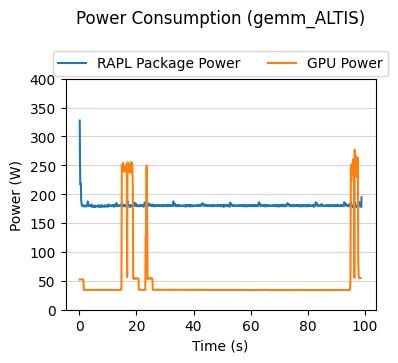 Power Consumption (gemm_ALTIS)
RAPL Package Power GPU Power
400
350
300
250
200
150
100
50
0
Power (W)
0 20 40 60 80 100
Time (s)